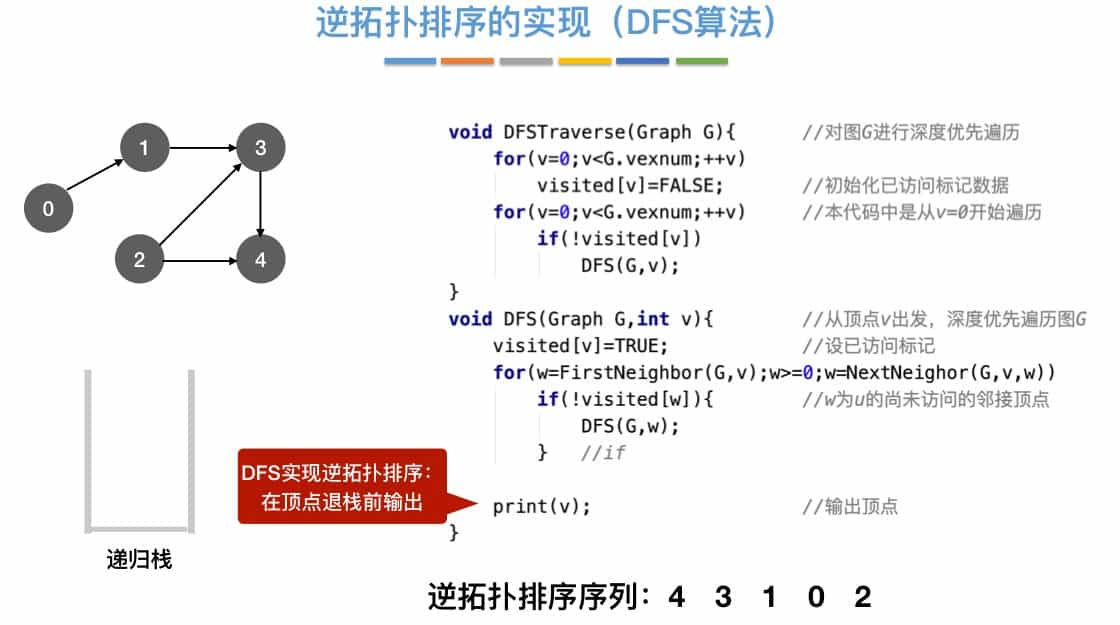 逆拓扑排序的实现（DFS算法）
1
3
0
2
4
void DFSTraverse(Graph G){ //对图G进行深度优先遍历
for(v=0;v<G.vexnum;++v)
visited[v]=FALSE; //初始化已访问标记数据
for(v=0;v<G.vexnum;++v) //本代码中是从v=0开始遍历
if(!visited[v])
DFS(G,v);
}
void DFS(Graph G,int v){ //从顶点v出发，深度优先遍历图G
visited[v]=TRUE; //设已访问标记
for(w=FirstNeighbor(G,v);w>=0;w=NextNeighor(G,v,w))
if(!visited[w]){ //w为u的尚未访问的邻接顶点
DFS(G,w);
} //if
print(v); //输出顶点
}
DFS实现逆拓扑排序：
在顶点退栈前输出
递归栈
逆拓扑排序序列：4 3 1 0 2